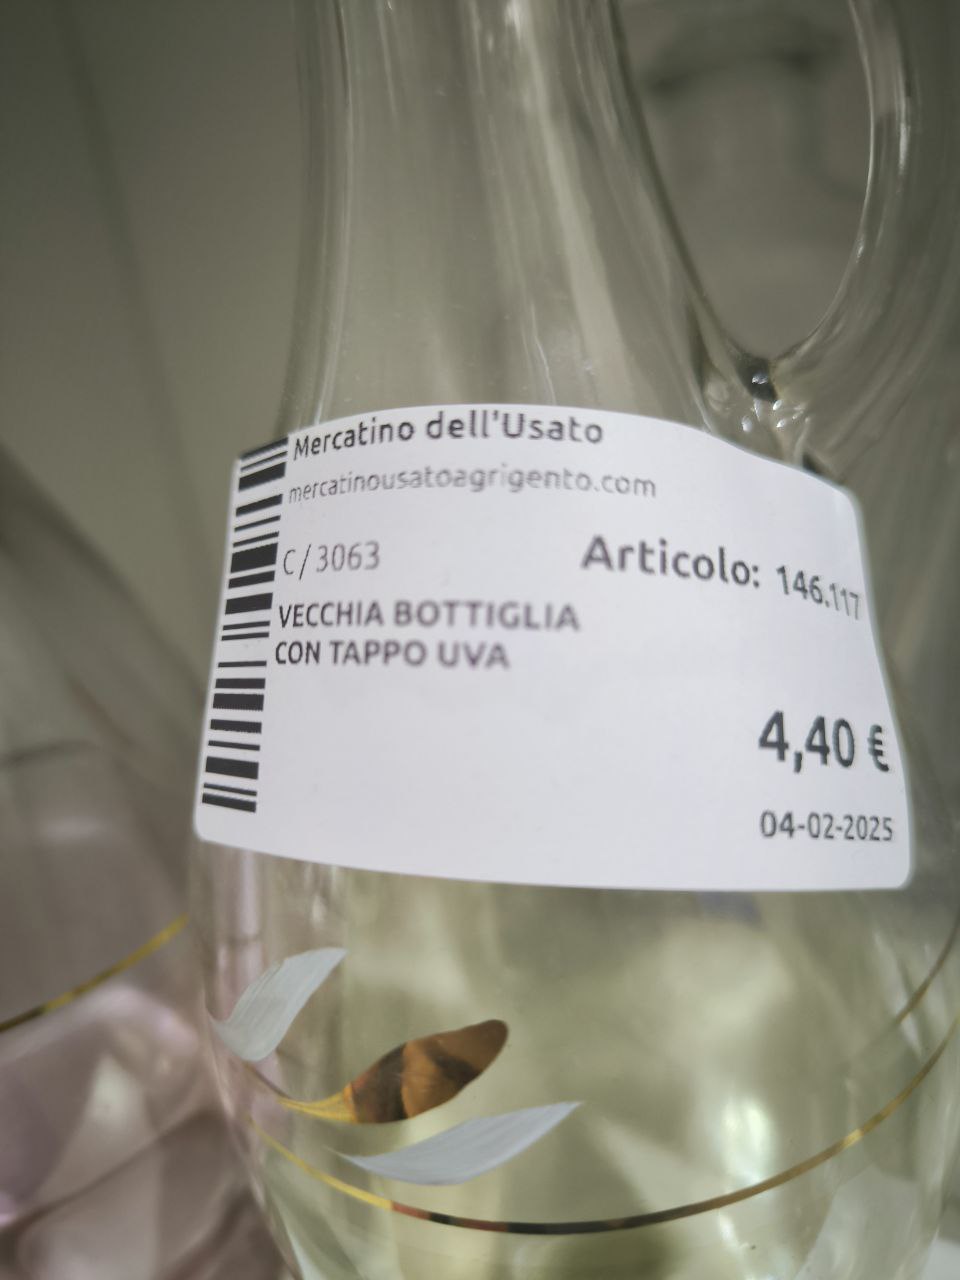 Mercatino dell'Usato
mercatinousatoagrigento.com
C/3063
Articolo: 146.117
VECCHIA BOTTIGLIA
CON TAPPO UVA
4,40 €
04-02-2025